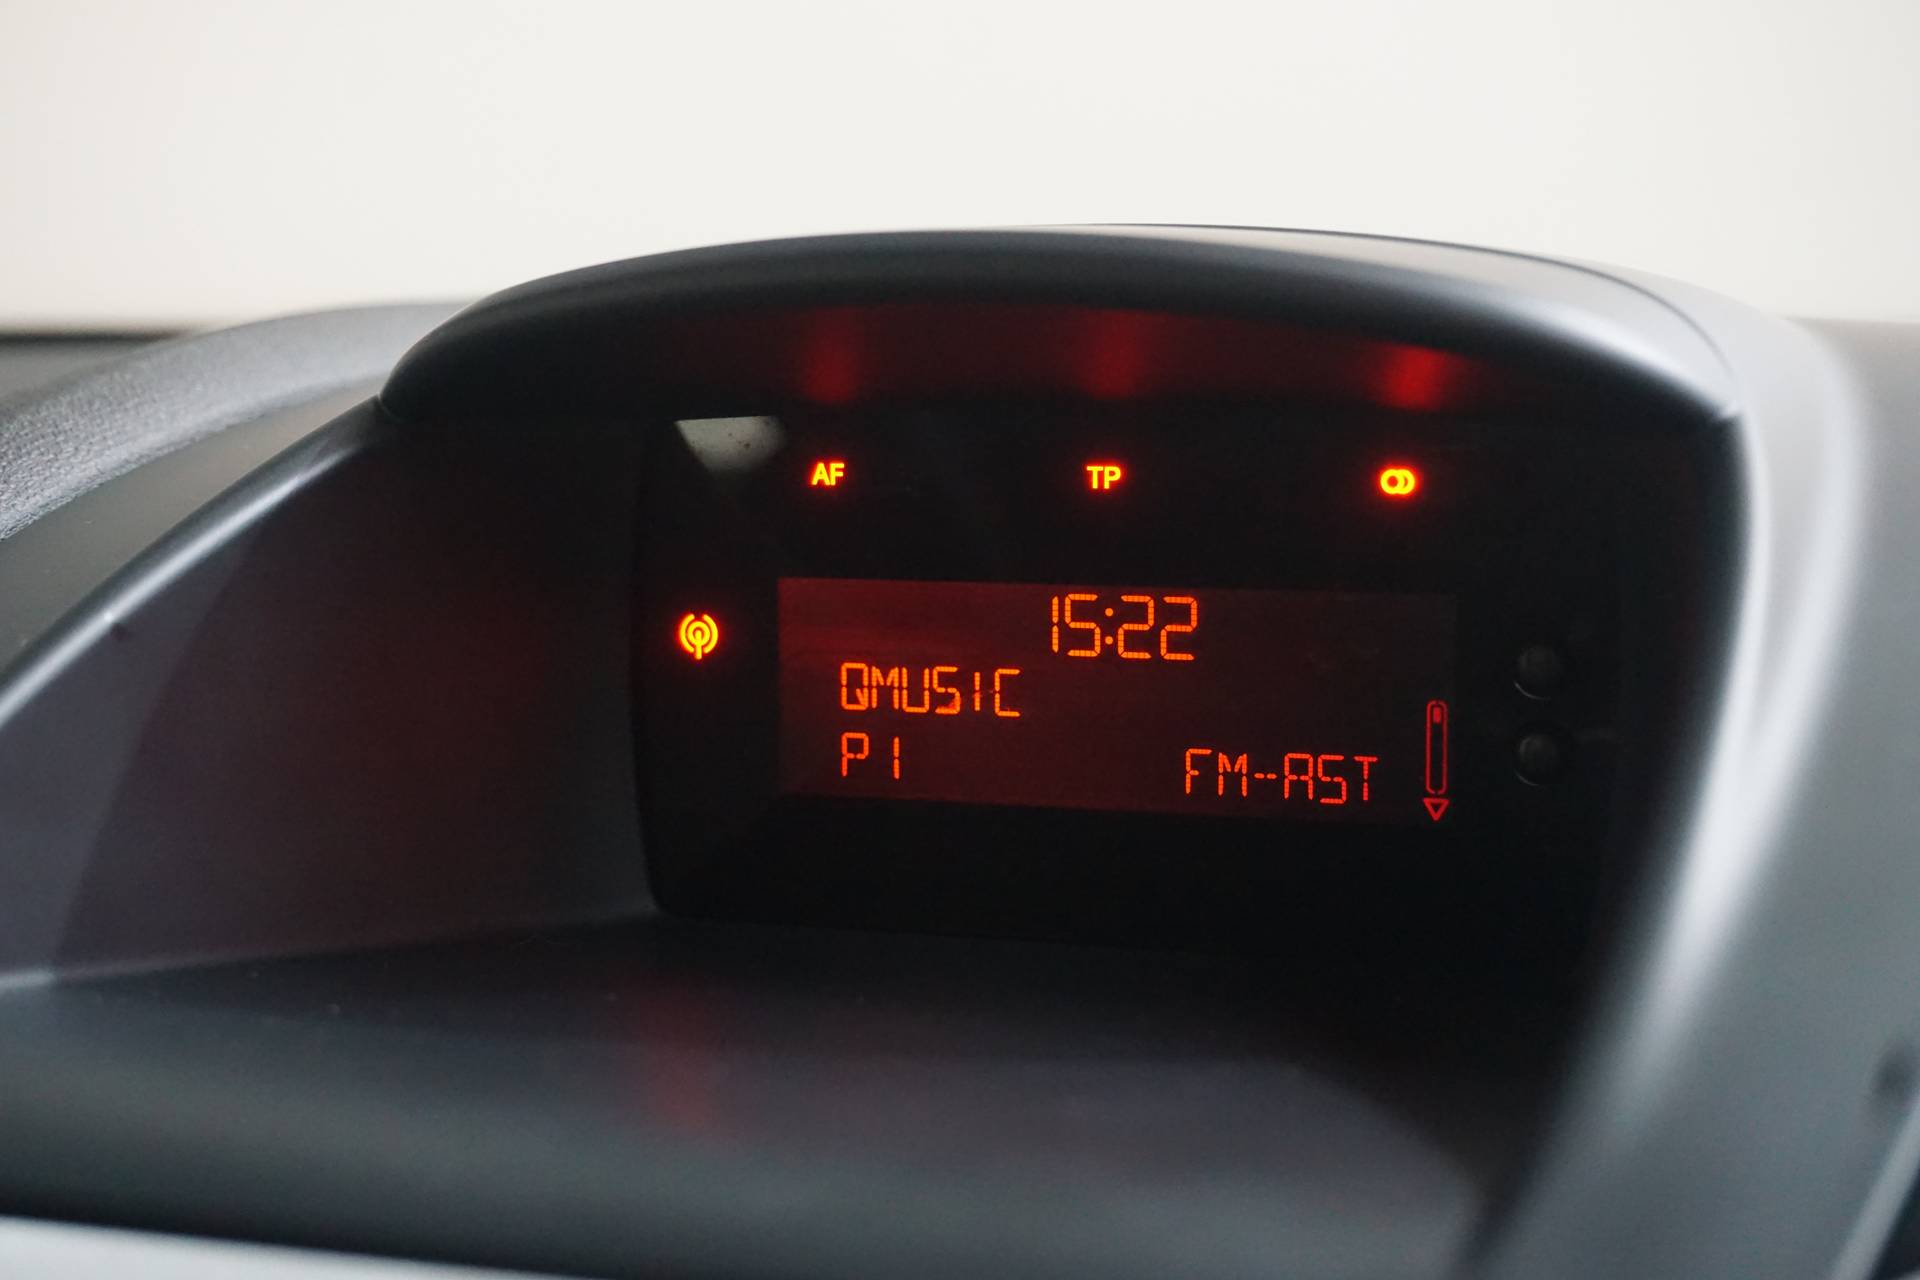 AF TP
15:22
QMUSIC
P1 FM-AST